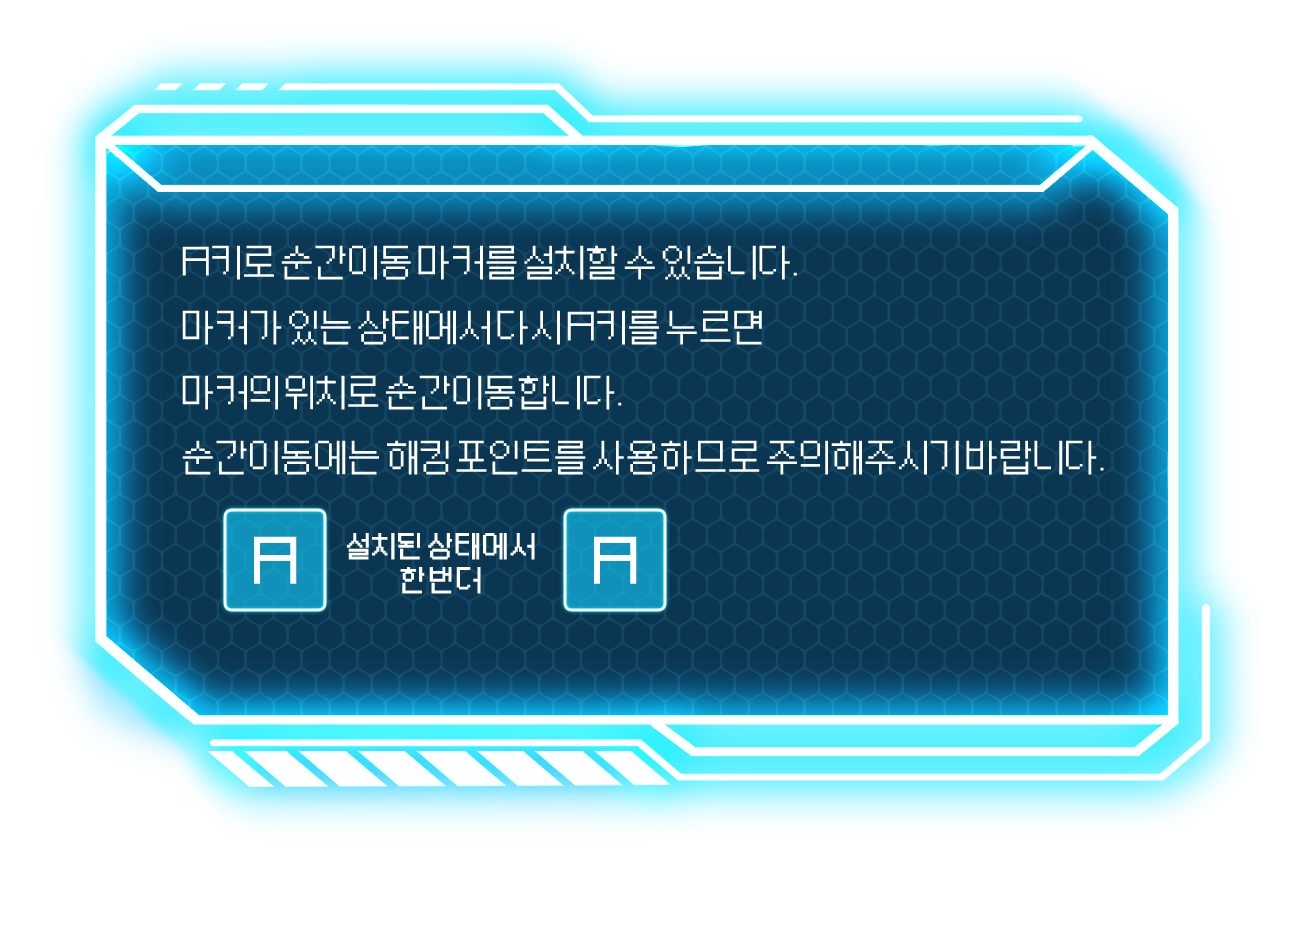 A키로 순간이동 마커를 설치할 수 있습니다.
마커가 있는 상태에서 다시 A키를 누르면
마커의 위치로 순간이동합니다.
순간이동에는 해킹 포인트를 사용하므로 주의해주시기 바랍니다.
A 설치된 상태에서 A
한번더